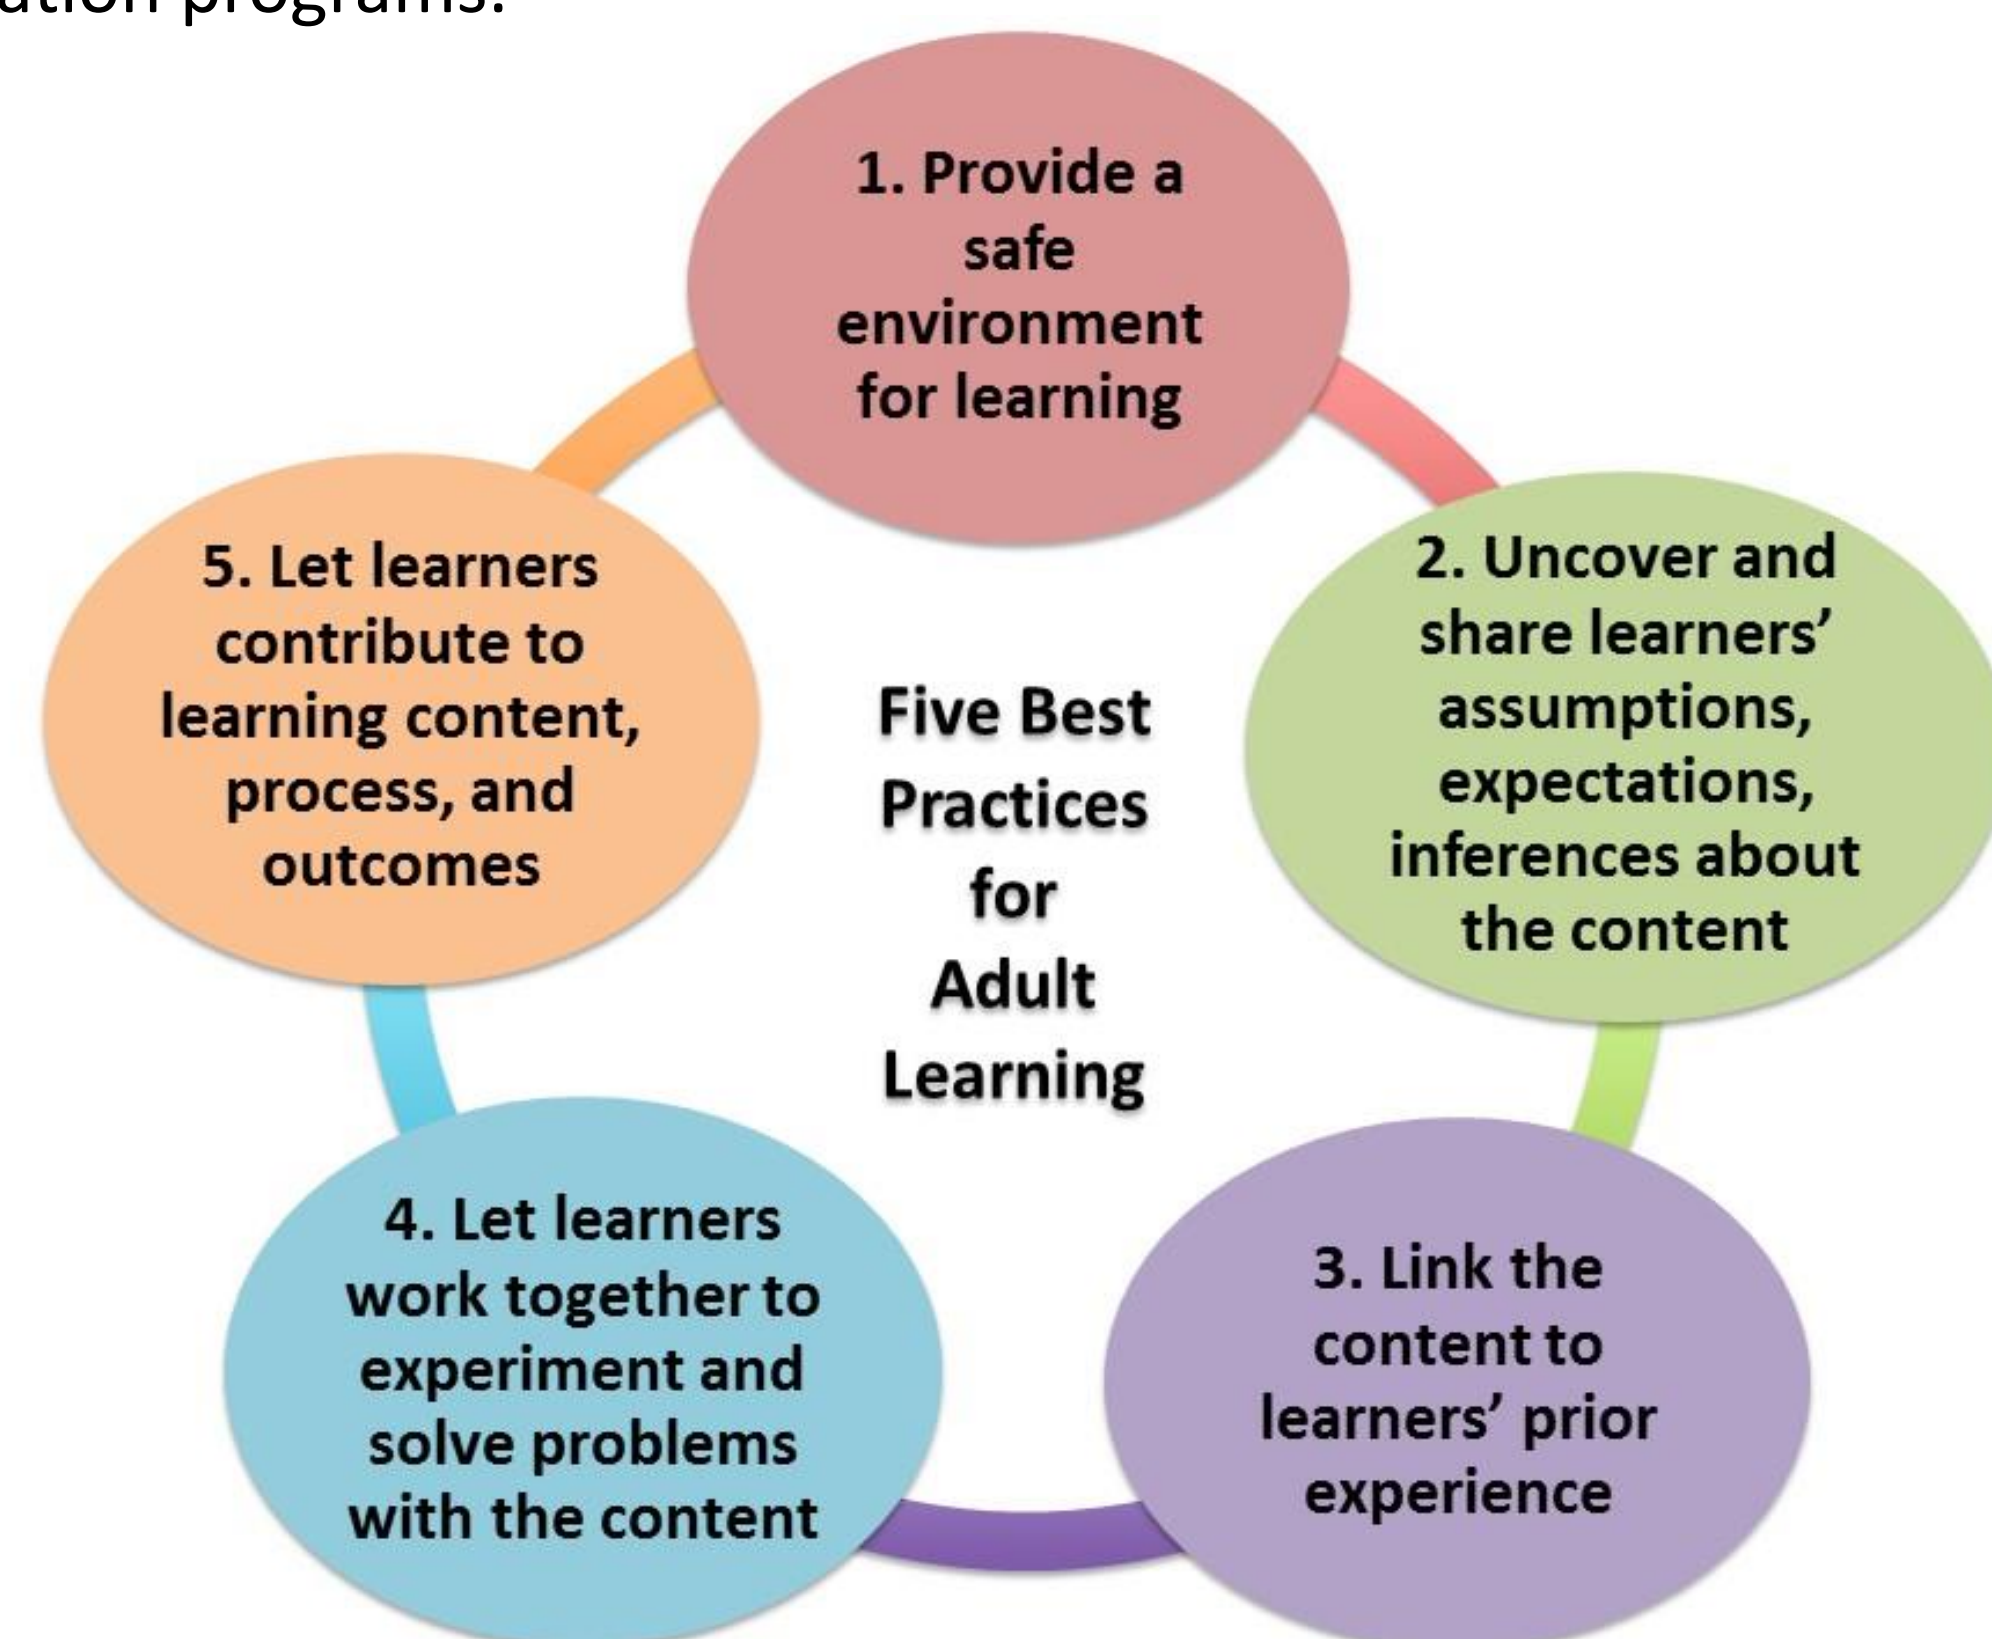 programs.
1. Provide a
safe
environment
for learning
2. Uncover and
share learners’
assumptions,
expectations,
inferences about
the content
3. Link the
content to
learners’ prior
experience
4. Let learners
work together to
experiment and
solve problems
with the content
5. Let learners
contribute to
learning content,
process, and
outcomes
Five Best
Practices
for
Adult
Learning